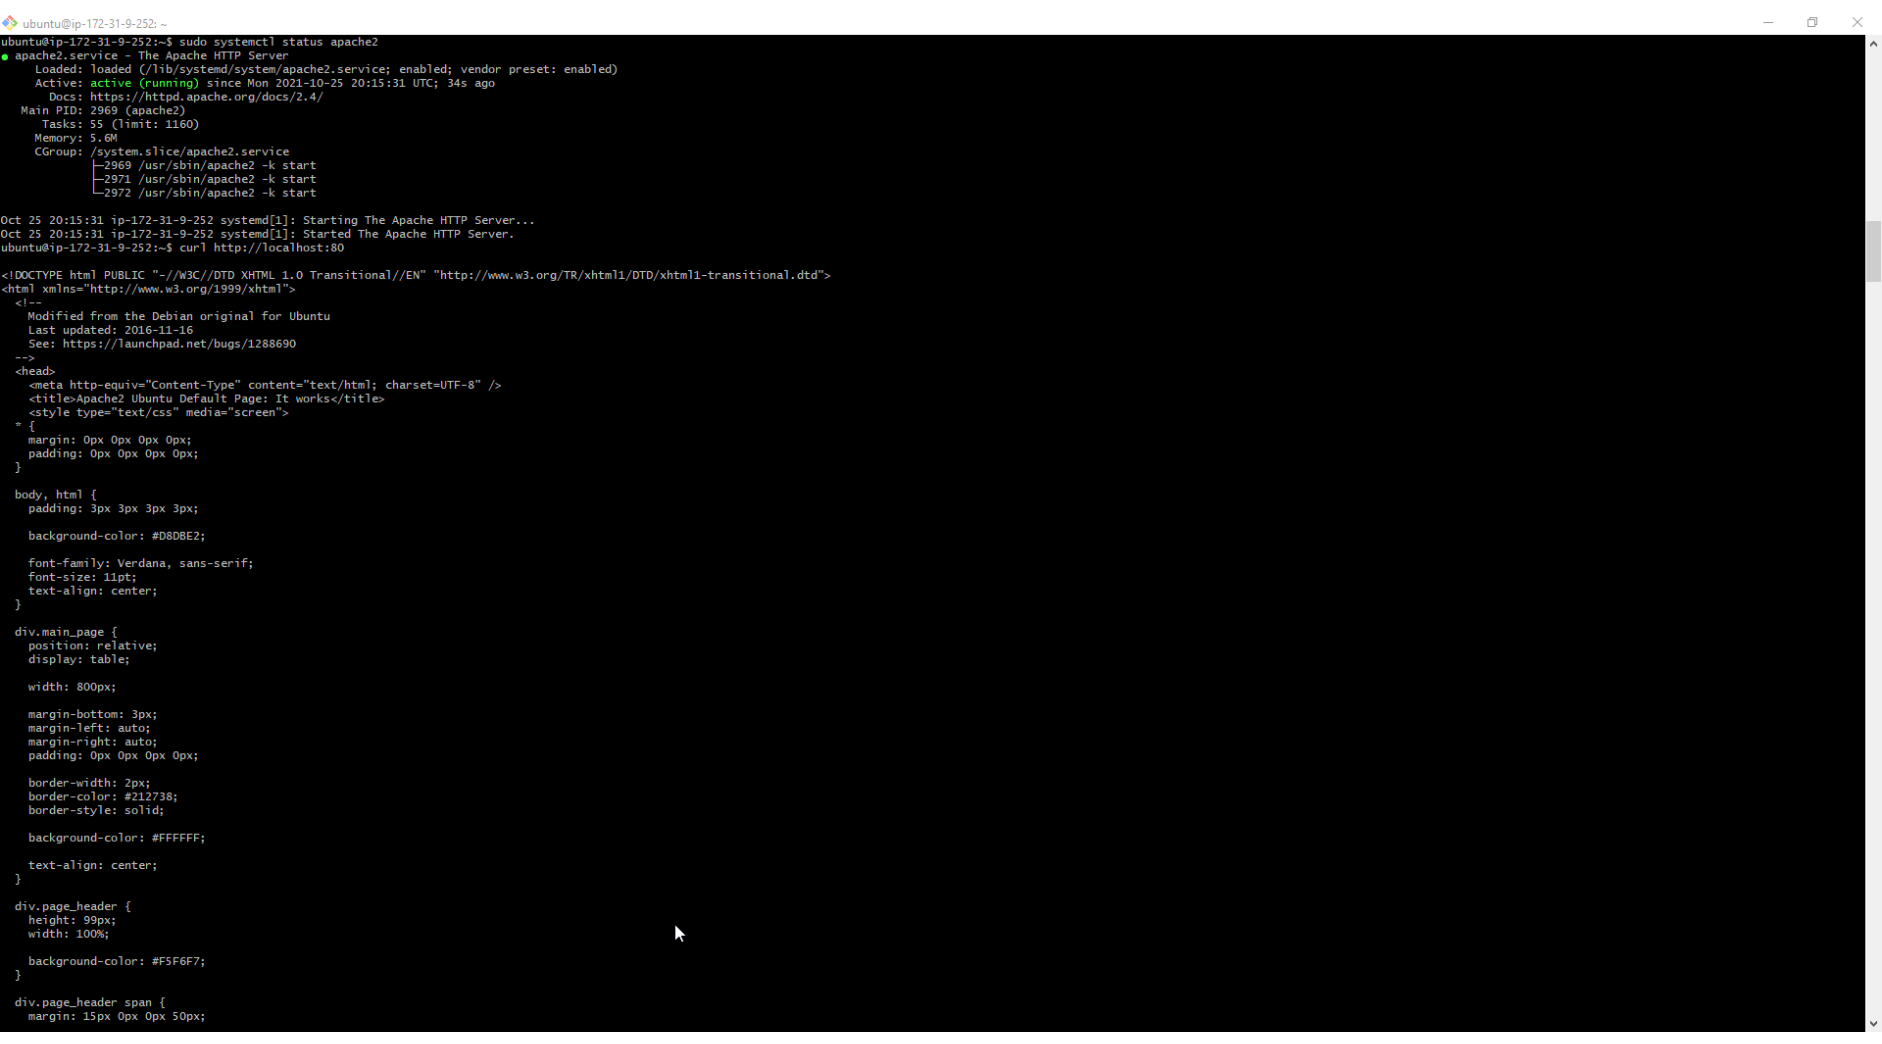 ubuntu@ip-172-31-9-252: ~
ubuntu@ip-172-31-9-252:~$ sudo systemctl status apache2
● apache2.service - The Apache HTTP Server
     Loaded: loaded (/lib/systemd/system/apache2.service; enabled; vendor preset: enabled)
     Active: active (running) since Mon 2021-10-25 20:15:31 UTC; 34s ago
       Docs: https://httpd.apache.org/docs/2.4/
   Main PID: 2969 (apache2)
      Tasks: 55 (limit: 1160)
     Memory: 5.6M
     CGroup: /system.slice/apache2.service
             ├─2969 /usr/sbin/apache2 -k start
             ├─2971 /usr/sbin/apache2 -k start
             └─2972 /usr/sbin/apache2 -k start
Oct 25 20:15:31 ip-172-31-9-252 systemd[1]: Starting The Apache HTTP Server...
Oct 25 20:15:31 ip-172-31-9-252 systemd[1]: Started The Apache HTTP Server.
ubuntu@ip-172-31-9-252:~$ curl http://localhost:80
<!DOCTYPE html PUBLIC "-//W3C//DTD XHTML 1.0 Transitional//EN" "http://www.w3.org/TR/xhtml1/DTD/xhtml1-transitional.dtd">
<html xmlns="http://www.w3.org/1999/xhtml">
  <!--
    Modified from the Debian original for Ubuntu
    Last updated: 2016-11-16
    See: https://launchpad.net/bugs/1288690
  -->
  <head>
    <meta http-equiv="Content-Type" content="text/html; charset=UTF-8" />
    <title>Apache2 Ubuntu Default Page: It works</title>
    <style type="text/css" media="screen">
  * {
    margin: 0px 0px 0px 0px;
    padding: 0px 0px 0px 0px;
  }
  body, html {
    padding: 3px 3px 3px 3px;
    background-color: #D8DBE2;
    font-family: Verdana, sans-serif;
    font-size: 11pt;
    text-align: center;
  }
  div.main_page {
    position: relative;
    display: table;
    width: 800px;
    margin-bottom: 3px;
    margin-left: auto;
    margin-right: auto;
    padding: 0px 0px 0px 0px;
    border-width: 2px;
    border-color: #212738;
    border-style: solid;
    background-color: #FFFFFF;
    text-align: center;
  }
  div.page_header {
    height: 99px;
    width: 100%;
    background-color: #F5F6F7;
  }
  div.page_header span {
    margin: 15px 0px 0px 50px;